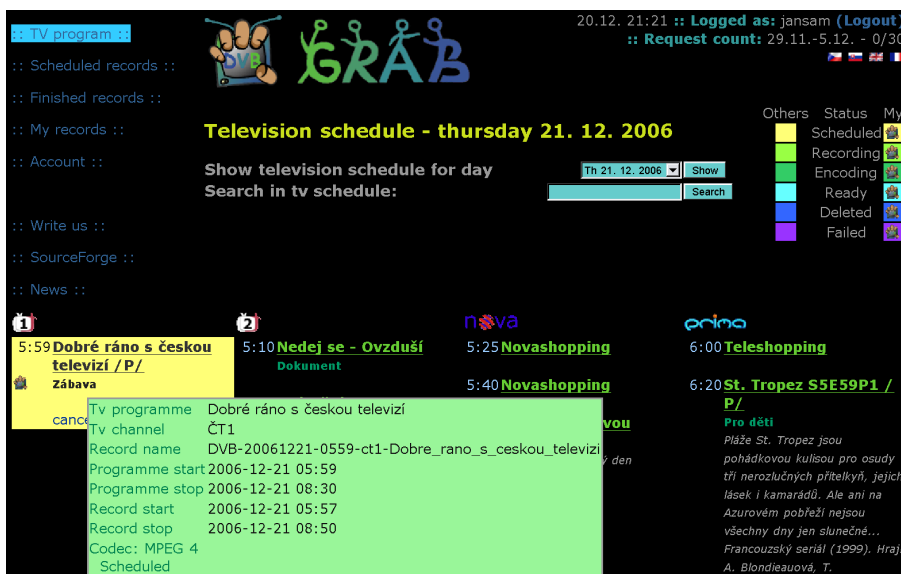 20.12. 21:21 :: Logged as: jansam (Logout)
:: Request count: 29.11.-5.12. - 0/30
:: TV program ::
:: Scheduled records ::
:: Finished records ::
:: My records ::
:: Account ::
:: Write us ::
:: SourceForge ::
:: News ::
DVB
GRAB
Television schedule - thursday 21. 12. 2006
Show television schedule for day
Th 21. 12. 2006
Show
Search in tv schedule:
Search
Others Status My
Scheduled
Recording
Encoding
Ready
Deleted
Failed
1
5:59 Dobré ráno s českou
televizí /P/
Zábava
2
5:10 Nedej se - Ovzduší
Dokument
nova
5:25 Novashopping
5:40 Novashopping
ý den
prima
6:00 Teleshopping
6:20 St. Tropez S5E59P1 /
P/
Pro děti
Pláže St. Tropez jsou
pohádkovou kulisou pro osudy
tří nerozlučných přítelkyň, jejich
lásek i kamarádů. Ale ani na
Azurovém pobřeží nejsou
všechny dny jen slunečné...
Francouzský seriál (1999). Hrají
A. Blondieauová, T.
Tv programme Dobré ráno s českou televizí
Tv channel ČT1
Record name DVB-20061221-0559-ct1-Dobre_rano_s_ceskou_televizi
Programme start 2006-12-21 05:59
Programme stop 2006-12-21 08:30
Record start 2006-12-21 05:57
Record stop 2006-12-21 08:50
Codec: MPEG 4
Scheduled